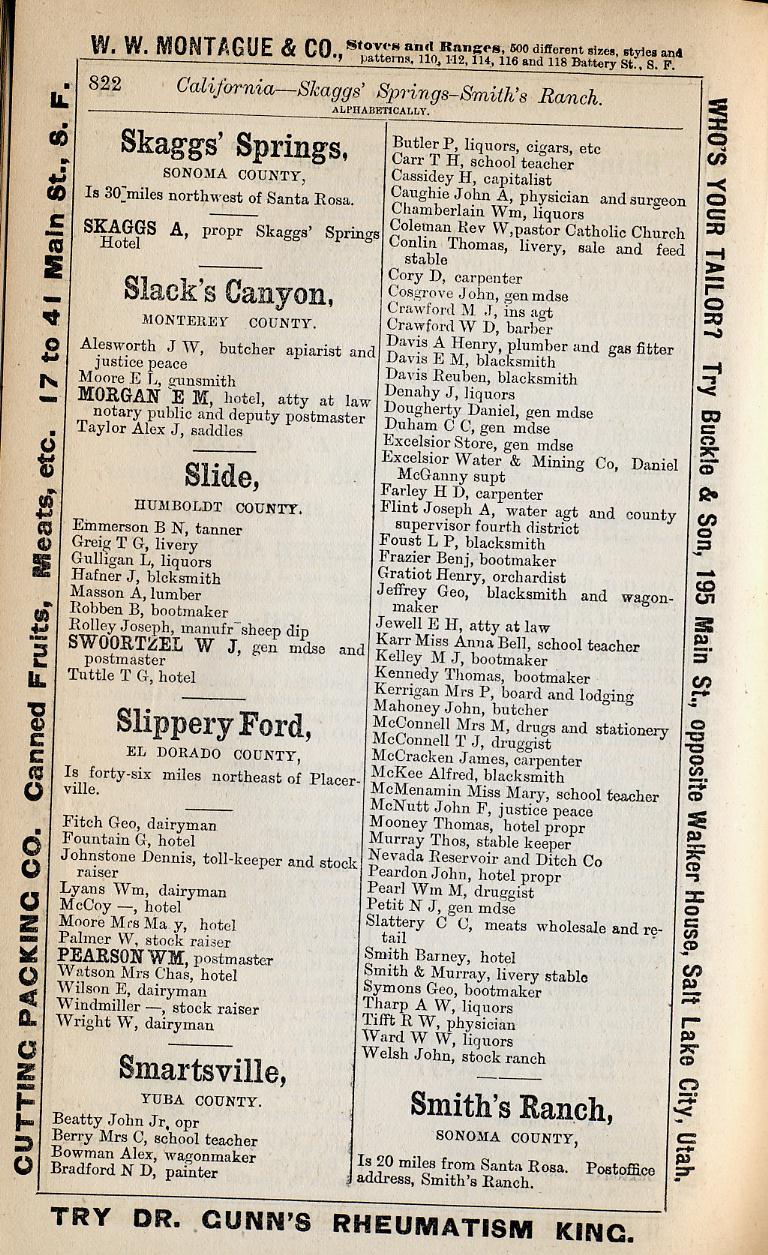 W. W. MONTAGUE & CO., Stoves and Ranges, 500 different sizes, styles and
patterns, 110, 112, 114, 116 and 118 Battery St., S. F.
822 California—Skaggs' Springs-Smith's Ranch.
ALPHABETICALLY.
Skaggs' Springs,
SONOMA COUNTY,
Is 30 miles northwest of Santa Rosa.
SKAGGS A, propr Skaggs' Springs
Hotel
Slack's Canyon,
MONTEREY COUNTY.
Alesworth J W, butcher apiarist and
justice peace
Moore E L, gunsmith
MORGAN E M, hotel, atty at law
notary public and deputy postmaster
Taylor Alex J, saddles
Slide,
HUMBOLDT COUNTY.
Emmerson B N, tanner
Greig T G, livery
Gulligan L, liquors
Hafner J, blcksmith
Masson A, lumber
Robben B, bootmaker
Rolley Joseph, manufr sheep dip
SWOORTZEL W J, gen mdse and
postmaster
Tuttle T G, hotel
Slippery Ford,
EL DORADO COUNTY,
Is forty-six miles northeast of Placer-
ville.
Fitch Geo, dairyman
Fountain G, hotel
Johnstone Dennis, toll-keeper and stock
raiser
Lyans Wm, dairyman
McCoy —, hotel
Moore Mrs Ma y, hotel
Palmer W, stock raiser
PEARSON WM, postmaster
Watson Mrs Chas, hotel
Wilson E, dairyman
Windmiller —, stock raiser
Wright W, dairyman
Smartsville,
YUBA COUNTY.
Beatty John Jr, opr
Berry Mrs C, school teacher
Bowman Alex, wagonmaker
Bradford N D, painter
Butler P, liquors, cigars, etc
Carr T H, school teacher
Cassidey H, capitalist
Caughie John A, physician and surgeon
Chamberlain Wm, liquors
Coleman Rev W, pastor Catholic Church
Conlin Thomas, livery, sale and feed
stable
Cory D, carpenter
Cosgrove John, gen mdse
Crawford M J, ins agt
Crawford W D, barber
Davis A Henry, plumber and gas fitter
Davis E M, blacksmith
Davis Reuben, blacksmith
Denahy J, liquors
Dougherty Daniel, gen mdse
Duham C C, gen mdse
Excelsior Store, gen mdse
Excelsior Water & Mining Co, Daniel
McGanny supt
Farley H D, carpenter
Flint Joseph A, water agt and county
supervisor fourth district
Foust L P, blacksmith
Frazier Benj, bootmaker
Gratiot Henry, orchardist
Jeffrey Geo, blacksmith and wagon-
maker
Jewell E H, atty at law
Karr Miss Anna Bell, school teacher
Kelley M J, bootmaker
Kennedy Thomas, bootmaker
Kerrigan Mrs P, board and lodging
Mahoney John, butcher
McConnell Mrs M, drugs and stationery
McConnell T J, druggist
McCracken James, carpenter
McKee Alfred, blacksmith
McMenamin Miss Mary, school teacher
McNutt John F, justice peace
Mooney Thomas, hotel propr
Murray Thos, stable keeper
Nevada Reservoir and Ditch Co
Peardon John, hotel propr
Pearl Wm M, druggist
Petit N J, gen mdse
Slattery C C, meats wholesale and re-
tail
Smith Barney, hotel
Smith & Murray, livery stable
Symons Geo, bootmaker
Tharp A W, liquors
Tifft R W, physician
Ward W W, liquors
Welsh John, stock ranch
Smith's Ranch,
SONOMA COUNTY,
Is 20 miles from Santa Rosa. Postoffice
address, Smith's Ranch.
CUTTING PACKING CO. Canned Fruits, Meats, etc. 17 to 41 Main St., S. F.
WHO'S YOUR TAILOR? Try Buckle & Son, 195 Main St., opposite Walker House, Salt Lake City, Utah.
TRY DR. GUNN'S RHEUMATISM KING.